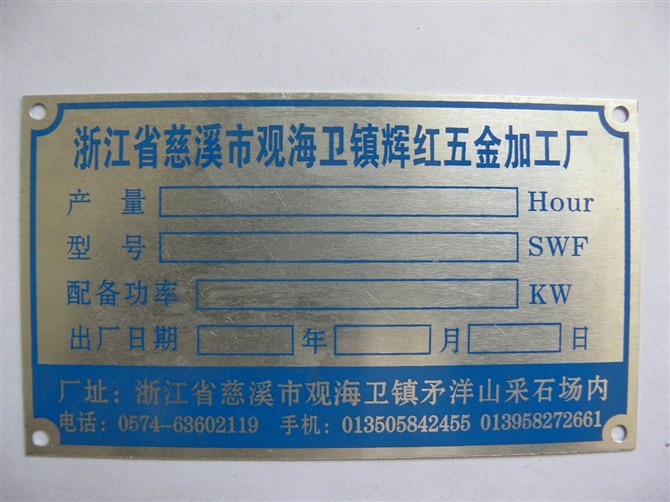 浙江省慈溪市观海卫镇辉红五金加工厂
产 量 Hour
型 号 SWF
配备功率 KW
出厂日期 年 月 日
厂址：浙江省慈溪市观海卫镇矛洋山采石场内
电话：0574-63602119 手机：013505842455 013958272661